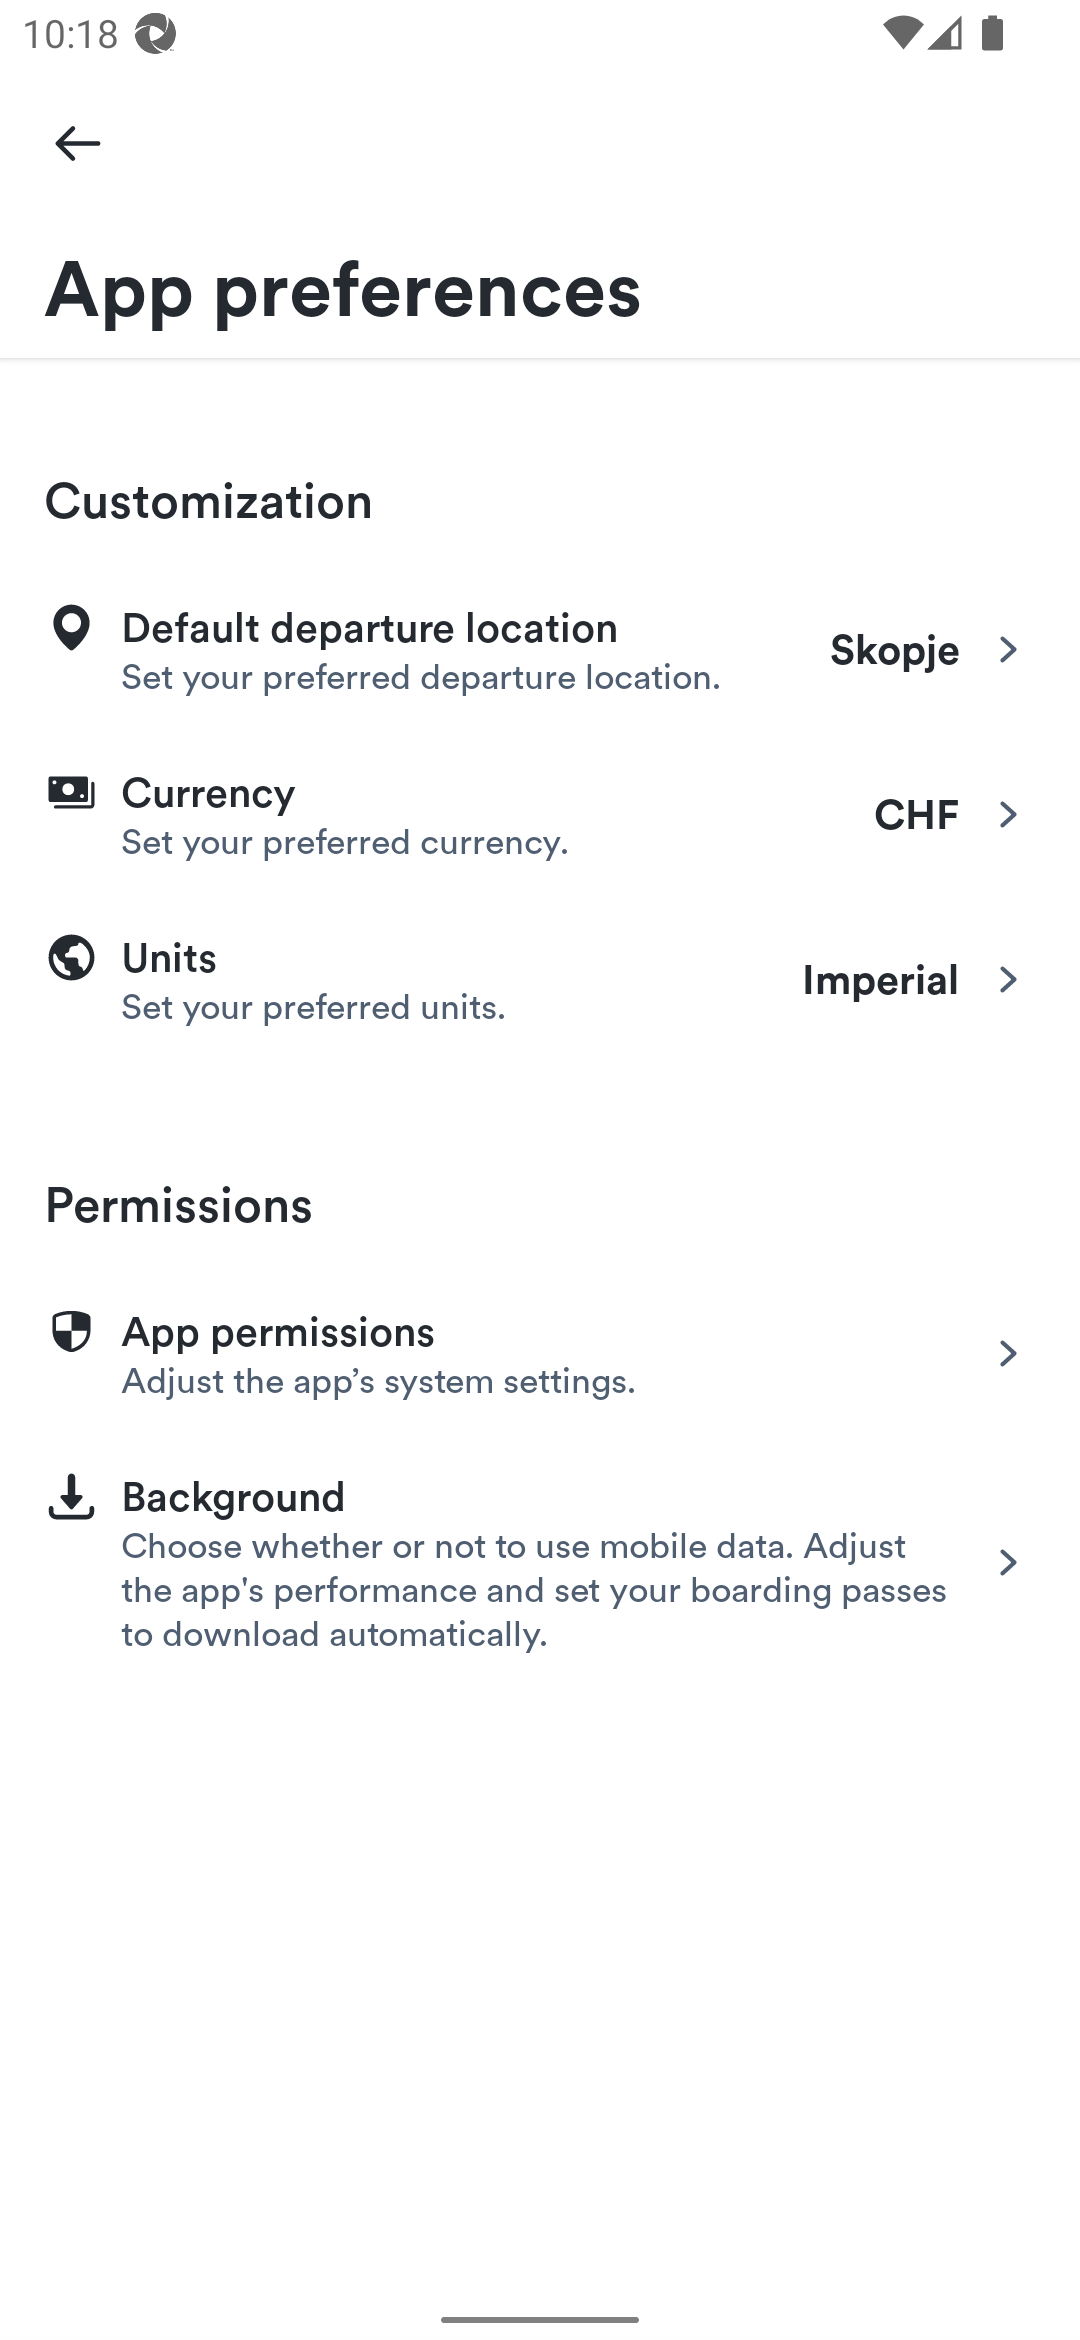 10:18
App preferences
Customization
Default departure location
Set your preferred departure location.
Skopje
Currency
Set your preferred currency.
CHF
Units
Set your preferred units.
Imperial
Permissions
App permissions
Adjust the app’s system settings.
Background
Choose whether or not to use mobile data. Adjust
the app's performance and set your boarding passes
to download automatically.